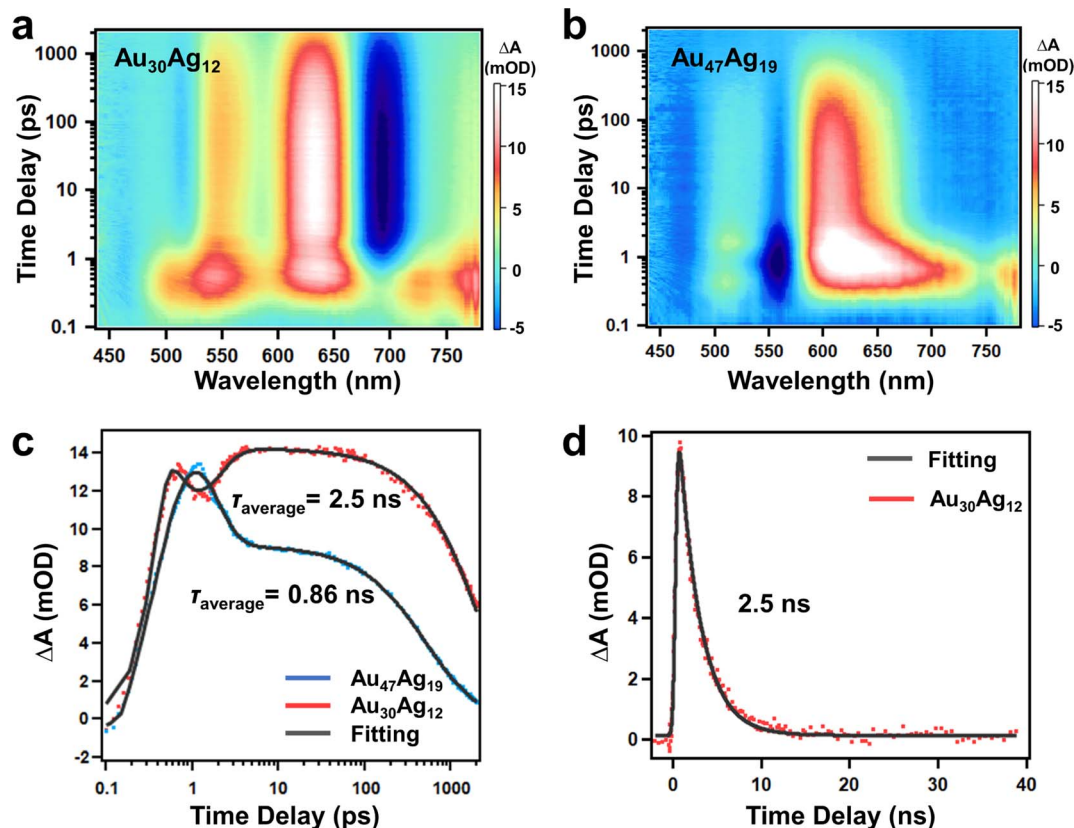 a
Au30Ag12
ΔA
(mOD)
15
10
5
0
-5
1000
100
10
1
0.1
Time Delay (ps)
450 500 550 600 650 700 750
Wavelength (nm)
b
Au47Ag19
ΔA
(mOD)
15
10
5
0
-5
1000
100
10
1
0.1
Time Delay (ps)
450 500 550 600 650 700 750
Wavelength (nm)
c
14
12
10
8
6
4
2
0
-2
ΔA (mOD)
τaverage= 2.5 ns
τaverage= 0.86 ns
Au47Ag19
Au30Ag12
Fitting
0.1 1 10 100 1000
Time Delay (ps)
d
10
8
6
4
2
0
ΔA (mOD)
Fitting
Au30Ag12
2.5 ns
0 10 20 30 40
Time Delay (ns)